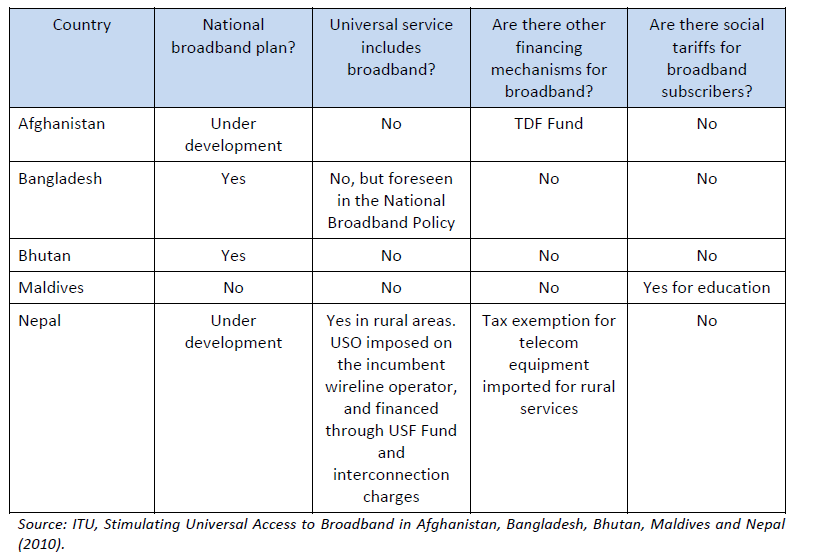 Country
National
broadband plan?
Universal service
includes
broadband?
Are there other
financing
mechanisms for
broadband?
Are there social
tariffs for
broadband
subscribers?
Afghanistan
Under
development
No
TDF Fund
No
Bangladesh
Yes
No, but foreseen
in the National
Broadband Policy
No
No
Bhutan
Yes
No
No
No
Maldives
No
No
No
Yes for education
Nepal
Under
development
Yes in rural areas.
USO imposed on
the incumbent
wireline operator,
and financed
through USF Fund
and
interconnection
charges
Tax exemption for
telecom
equipment
imported for rural
services
No
Source: ITU, Stimulating Universal Access to Broadband in Afghanistan, Bangladesh, Bhutan, Maldives and Nepal
(2010).